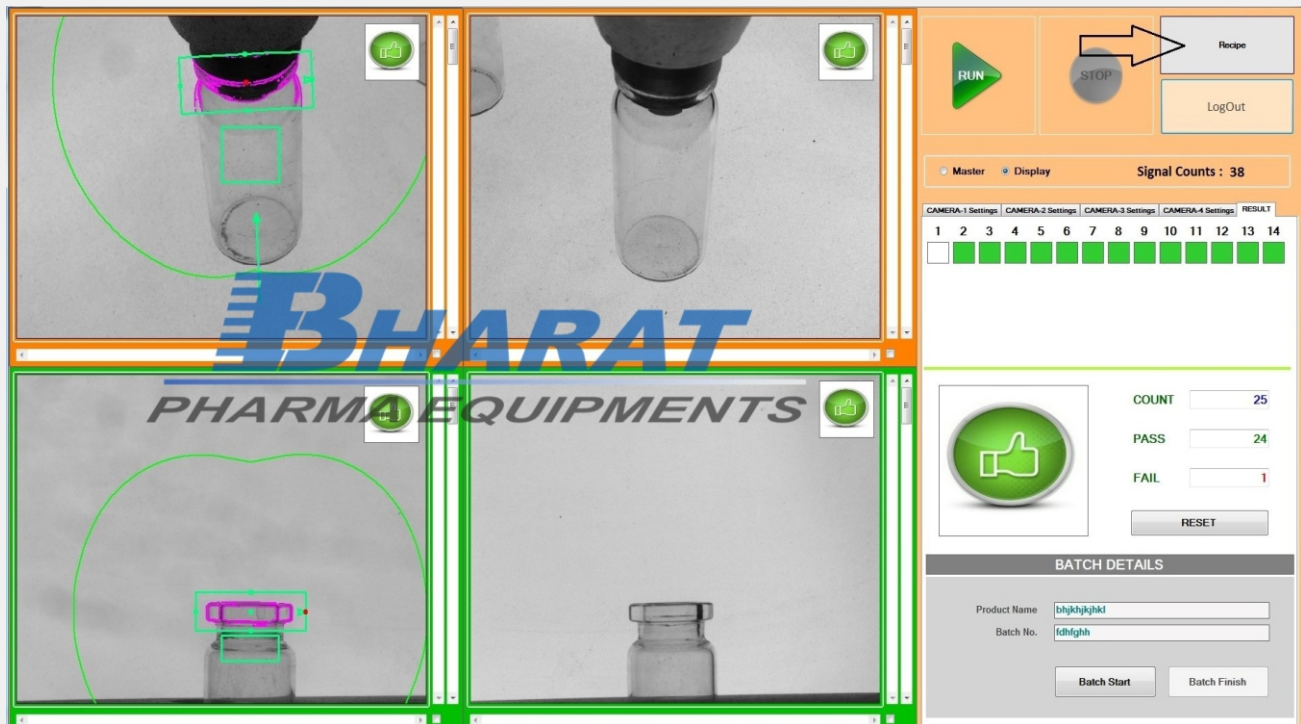 RUN
STOP
Recipe
LogOut
Master
Display
Signal Counts : 38
CAMERA-1 Settings
CAMERA-2 Settings
CAMERA-3 Settings
CAMERA-4 Settings
RESULT
1 2 3 4 5 6 7 8 9 10 11 12 13 14
BHARAT
PHARMA EQUIPMENTS
COUNT 25
PASS 24
FAIL 1
RESET
BATCH DETAILS
Product Name bhjkhjkjhkl
Batch No. fdhfghh
Batch Start
Batch Finish